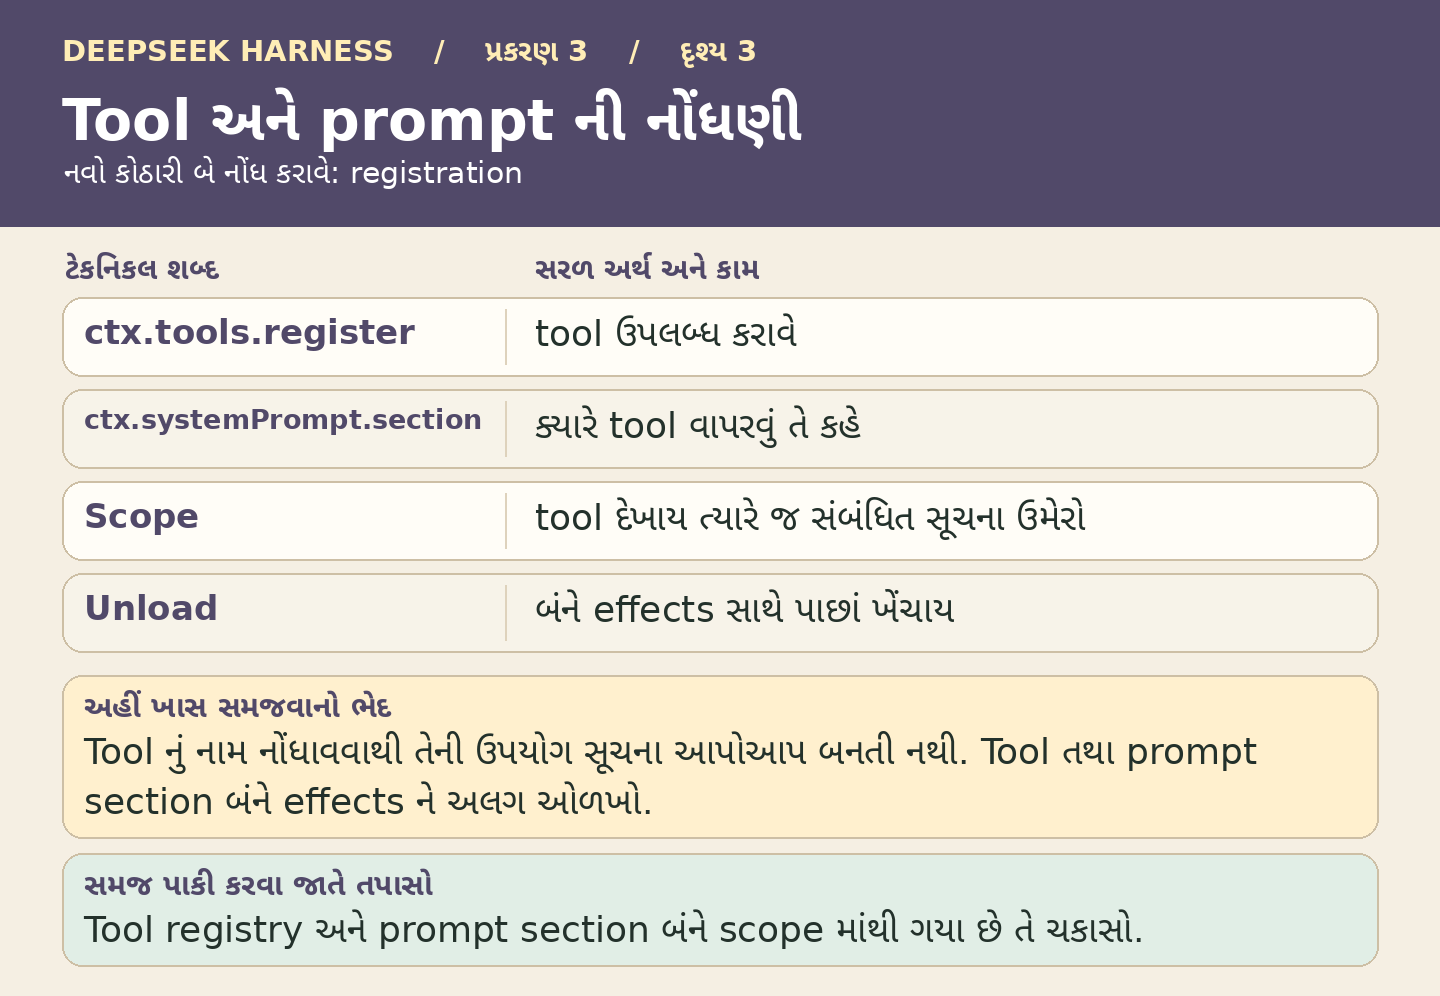 DEEPSEEK HARNESS / પ્રકરણ 3 / દૃશ્ય 3
Tool અને prompt ની નોંધણી
નવો કોઠારી બે નોંધ કરાવે: registration
ટેકનિકલ શબ્દ સરળ અર્થ અને કામ
ctx.tools.register tool ઉપલબ્ધ કરાવે
ctx.systemPrompt.section ક્યારે tool વાપરવું તે કહે
Scope tool દેખાય ત્યારે જ સંબંધિત સૂચના ઉમેરો
Unload બંને effects સાથે પાછાં ખેંચાય
અહીં ખાસ સમજવાનો ભેદ
Tool નું નામ નોંધાવવાથી તેની ઉપયોગ સૂચના આપોઆપ બનતી નથી. Tool તથા prompt
section બંને effects ને અલગ ઓળખો.
સમજ પાકી કરવા જાતે તપાસો
Tool registry અને prompt section બંને scope માંથી ગયા છે તે ચકાસો.